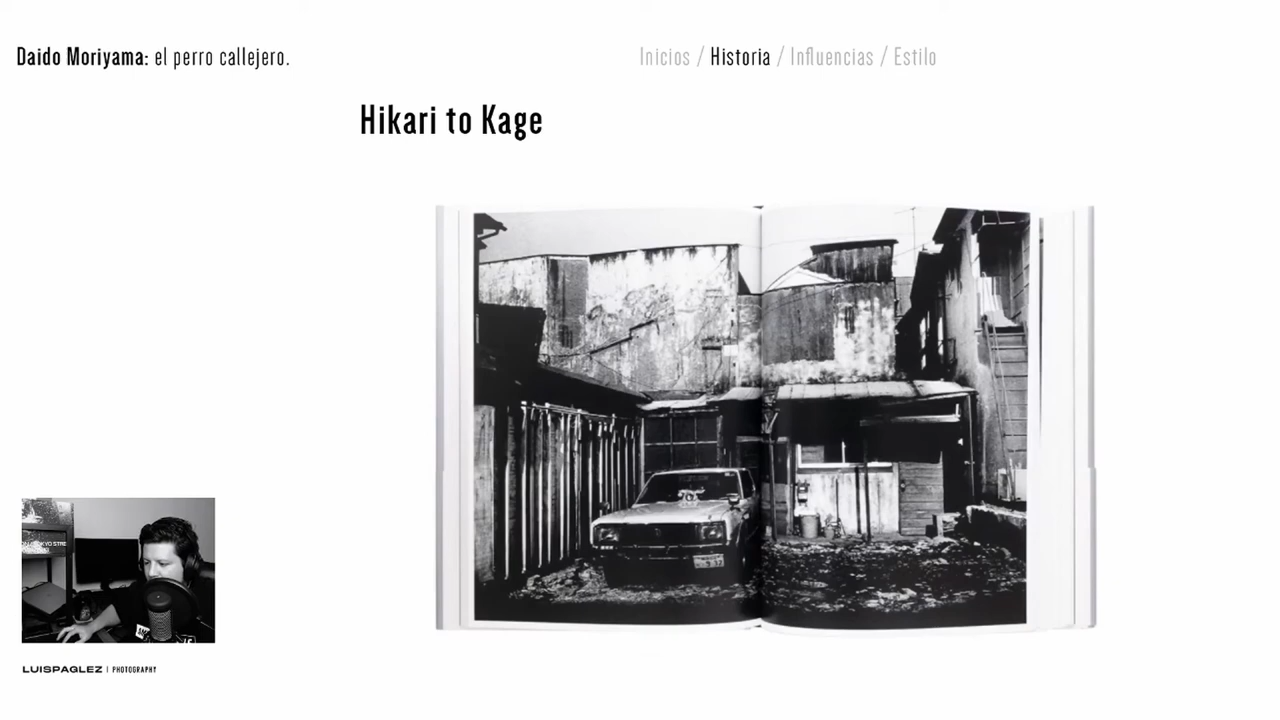 Daido Moriyama: el perro callejero.
Inicios / Historia / Influencias / Estilo
Hikari to Kage
LUISPAGLEZ | PHOTOGRAPHY